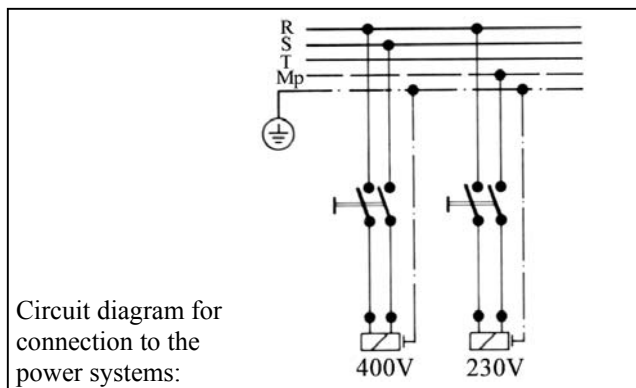 R
S
T
Mp
Circuit diagram for
connection to the
power systems:
400V 230V